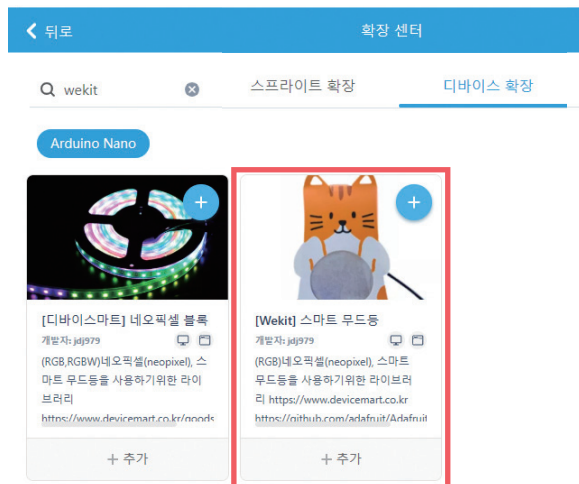 뒤로
확장 센터
wekit
스프라이트 확장
디바이스 확장
Arduino Nano
[디바이스마트] 네오픽셀 블록
개발자: jdj979
(RGB,RGBW)네오픽셀(neopixel), 스
마트 무드등을 사용하기위한 라이
브러리
https://www.devicemart.co.kr/goods
+ 추가
[Wekit] 스마트 무드등
개발자: jdj979
(RGB)네오픽셀(neopixel), 스마트
무드등을 사용하기위한 라이브러
리 https://www.devicemart.co.kr
https://github.com/adafruit/Adafruit
+ 추가